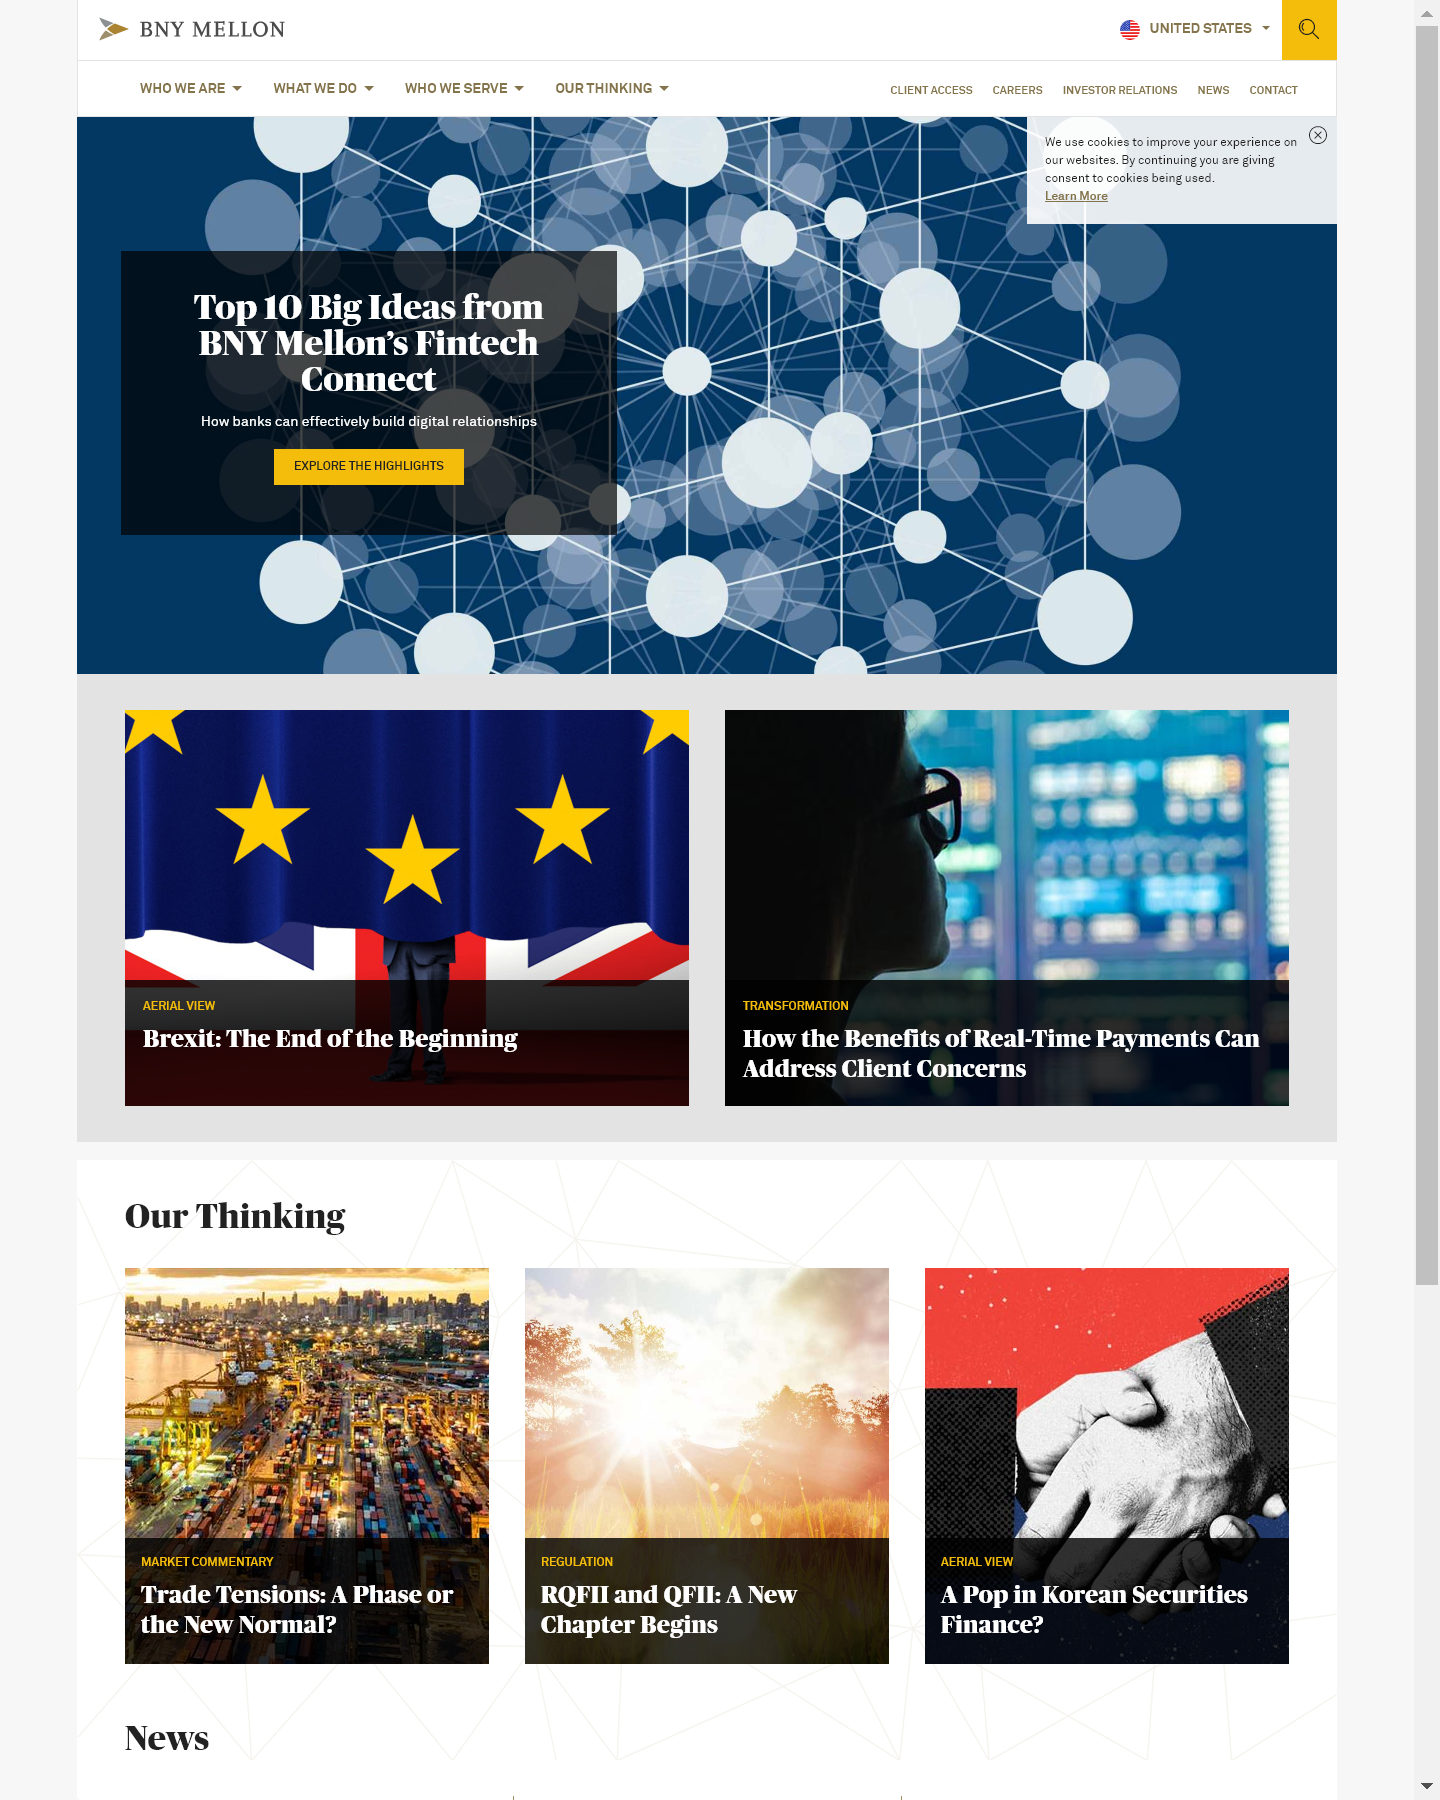 BNY MELLON
UNITED STATES
WHO WE ARE
WHAT WE DO
WHO WE SERVE
OUR THINKING
CLIENT ACCESS
CAREERS
INVESTOR RELATIONS
NEWS
CONTACT
We use cookies to improve your experience on
our websites. By continuing you are giving
consent to cookies being used.
Learn More
Top 10 Big Ideas from
BNY Mellon’s Fintech
Connect
How banks can effectively build digital relationships
EXPLORE THE HIGHLIGHTS
AERIAL VIEW
Brexit: The End of the Beginning
TRANSFORMATION
How the Benefits of Real-Time Payments Can
Address Client Concerns
Our Thinking
MARKET COMMENTARY
Trade Tensions: A Phase or
the New Normal?
REGULATION
RQFII and QFII: A New
Chapter Begins
AERIAL VIEW
A Pop in Korean Securities
Finance?
News